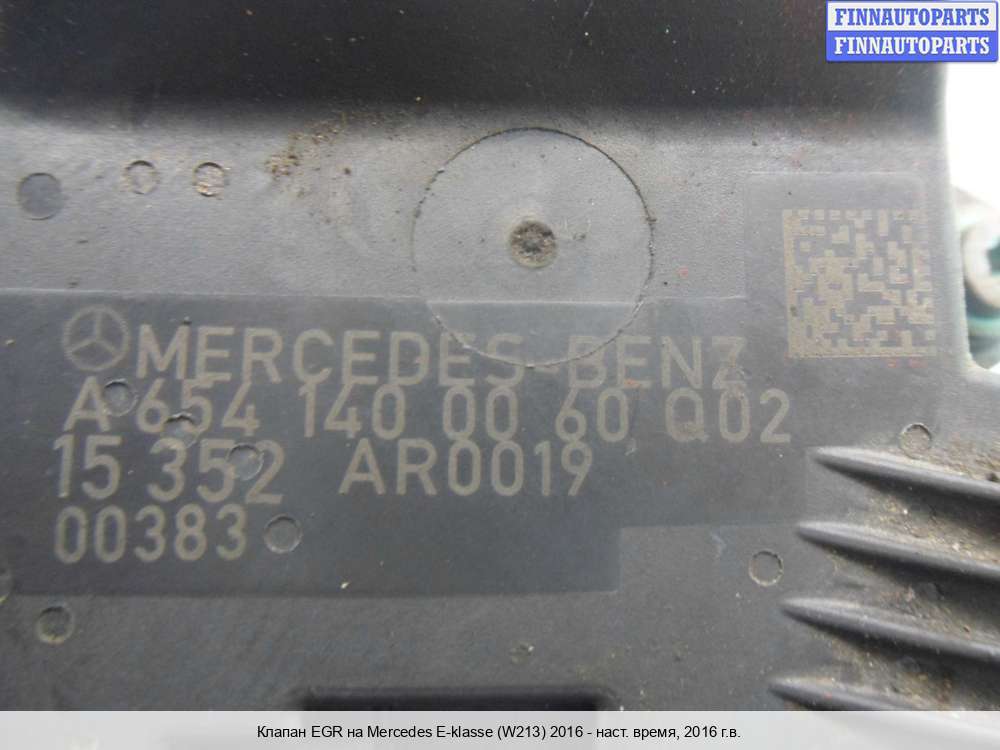 FINNAUTOPARTS
FINNAUTOPARTS
MERCEDES-BENZ
A 654 140 00 60 Q02
15 352 AR0019
00383
Клапан EGR на Mercedes E-klasse (W213) 2016 - наст. время, 2016 г.в.